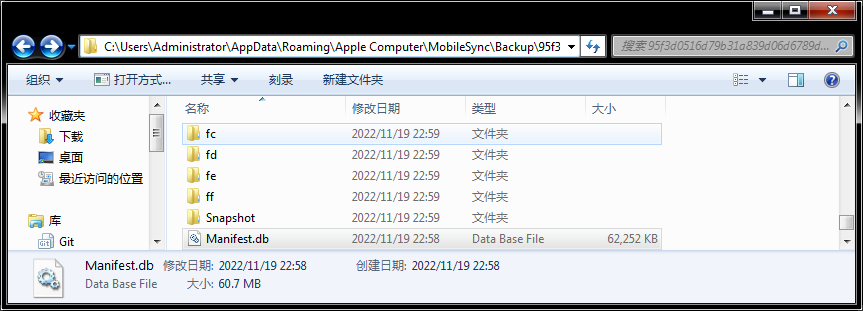 C:\Users\Administrator\AppData\Roaming\Apple Computer\MobileSync\Backup\95f3
搜索 95f3d0516d79b31a839d06d6789d...
组织 打开方式... 共享 刻录 新建文件夹
收藏夹
下载
桌面
最近访问的位置
库
Git
名称 修改日期 类型 大小
fc 2022/11/19 22:59 文件夹
fd 2022/11/19 22:59 文件夹
fe 2022/11/19 22:59 文件夹
ff 2022/11/19 22:59 文件夹
Snapshot 2022/11/19 22:59 文件夹
Manifest.db 2022/11/19 22:58 Data Base File 62,252 KB
Manifest.db 修改日期: 2022/11/19 22:58 创建日期: 2022/11/19 22:58
Data Base File 大小: 60.7 MB